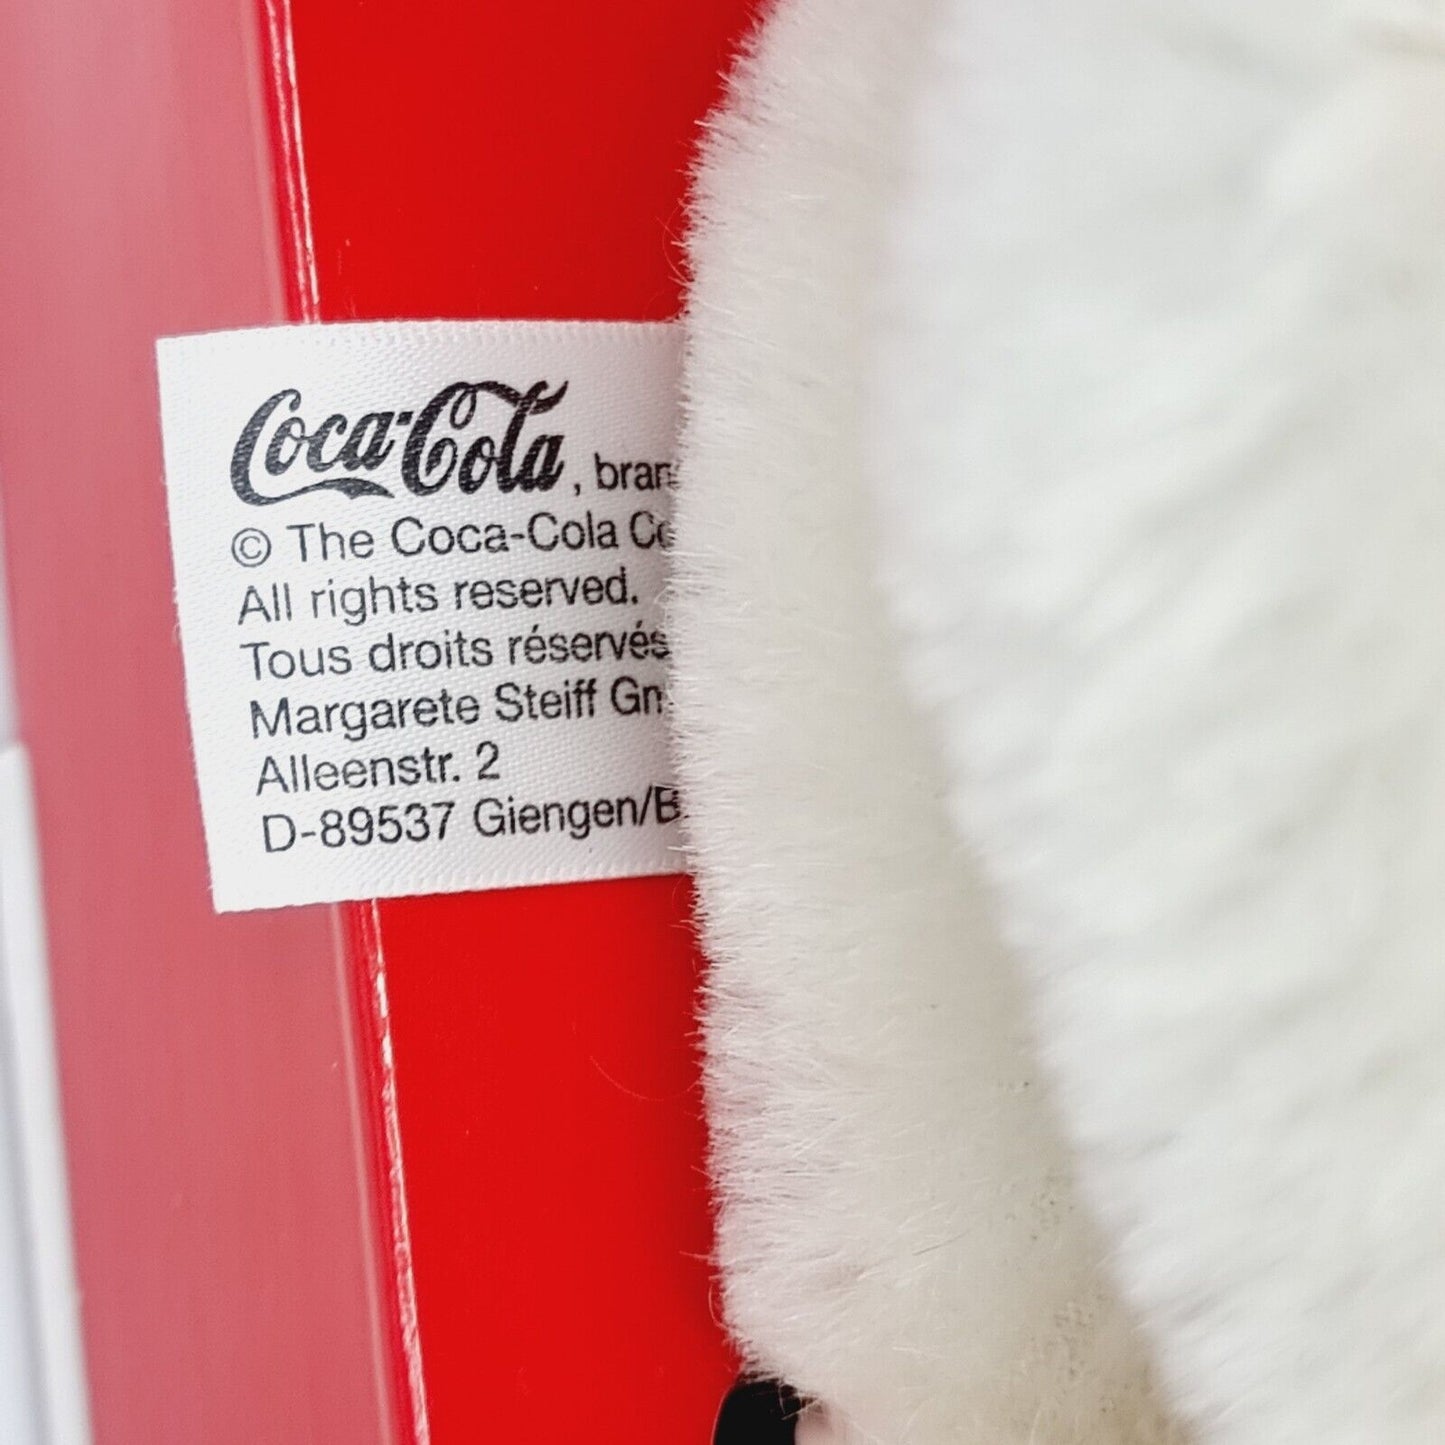 Coca-Cola, bran
© The Coca-Cola Co
All rights reserved.
Tous droits réservés
Margarete Steiff Gm
Alleenstr. 2
D-89537 Giengen/B